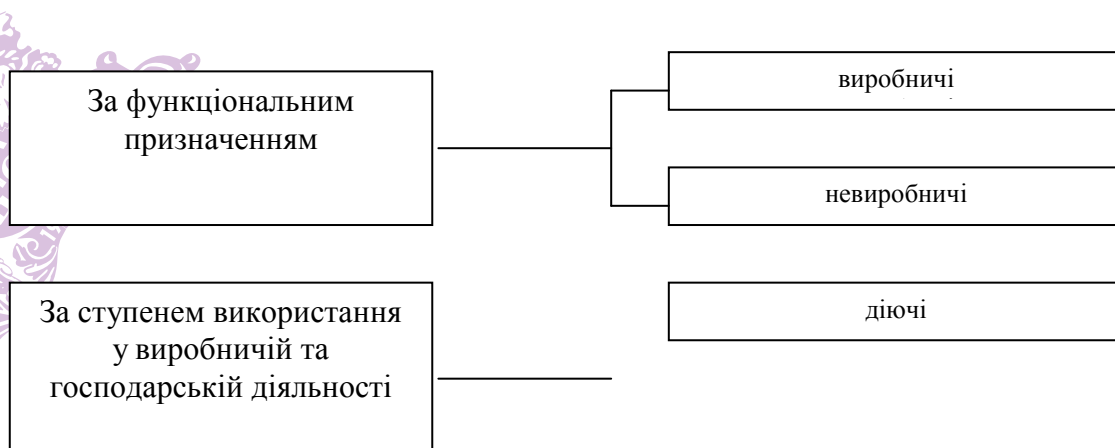 За функціональним
призначенням
виробничі
невиробничі
За ступенем використання
у виробничій та
господарській діяльності
діючі